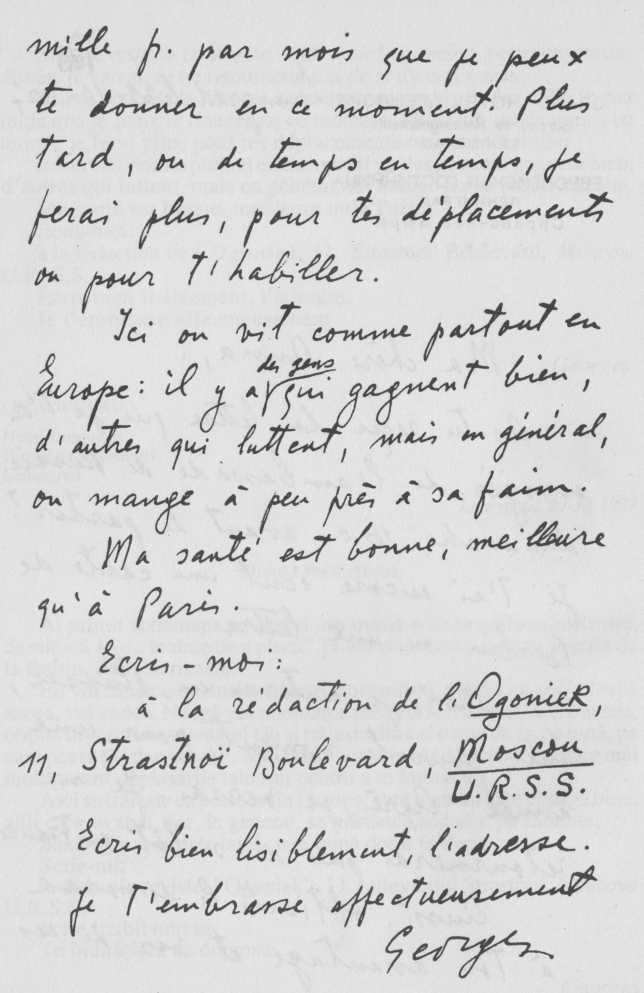 mille fr. par mois que je peux
te donner en ce moment. Plus
tard, ou de temps en temps, je
ferai plus, pour tes déplacements
ou pour t'habiller.
Ici on vit comme partout en
Europe: il y a des gens qui gagnent bien,
d'autres qui luttent, mais en général,
on mange à peu près à sa faim.
Ma santé est bonne, meilleure
qu'à Paris.
Ecris-moi:
à la rédaction de l'Ogoniek,
11, Strastnoï Boulevard, Moscou
U.R.S.S.
Ecris bien lisiblement l'adresse.
Je t'embrasse affectueusement
Georges